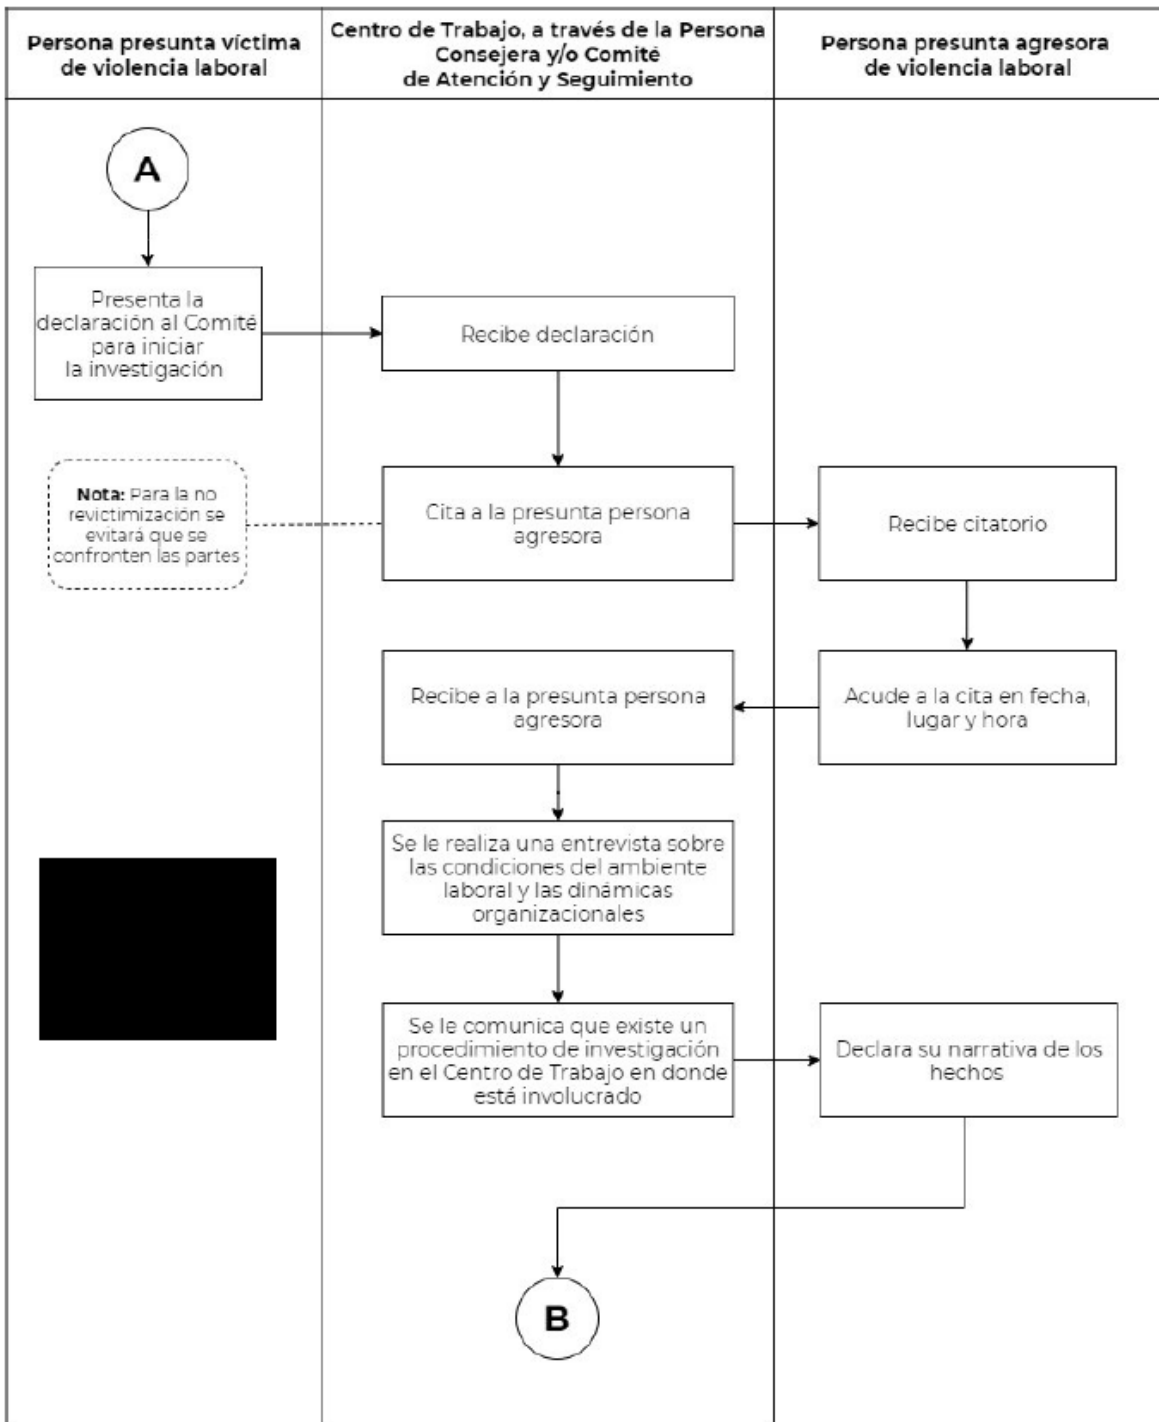 Persona presunta víctima
de violencia laboral
Centro de Trabajo, a través de la Persona
Consejera y/o Comité
de Atención y Seguimiento
Persona presunta agresora
de violencia laboral
A
Presenta la
declaración al Comité
para iniciar
la investigación
Recibe declaración
Nota: Para la no
revictimización se
evitará que se
confronten las partes
Cita a la presunta persona
agresora
Recibe citatorio
Recibe a la presunta persona
agresora
Acude a la cita en fecha,
lugar y hora
Se le realiza una entrevista sobre
las condiciones del ambiente
laboral y las dinámicas
organizacionales
Se le comunica que existe un
procedimiento de investigación
en el Centro de Trabajo en donde
está involucrado
Declara su narrativa de los
hechos
B